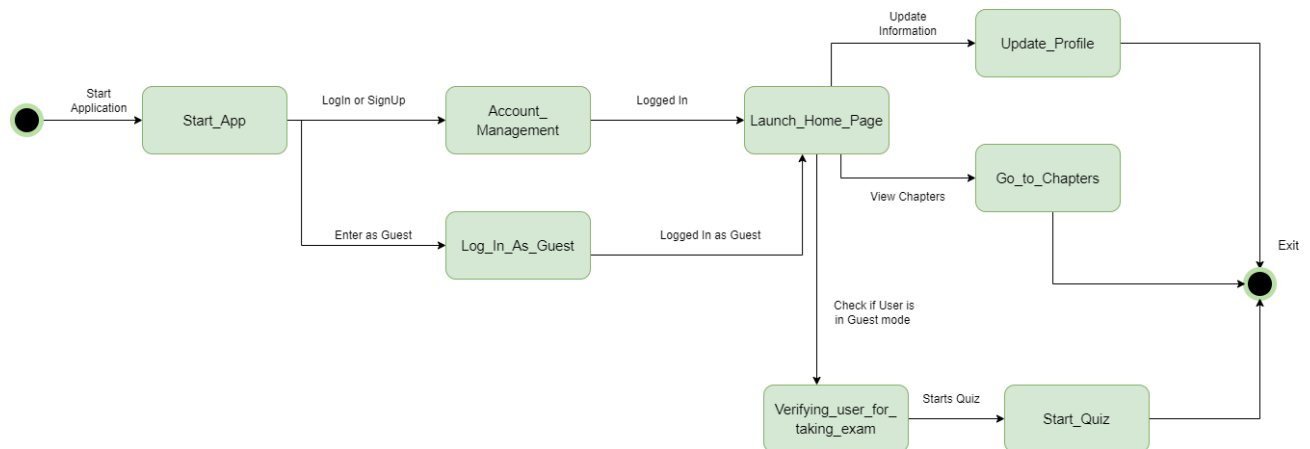 Start
Application
Start_App
LogIn or SignUp
Account_
Management
Logged In
Launch_Home_Page
Update
Information
Update_Profile
View Chapters
Go_to_Chapters
Enter as Guest
Log_In_As_Guest
Logged In as Guest
Exit
Check if User is
in Guest mode
Verifying_user_for_
taking_exam
Starts Quiz
Start_Quiz